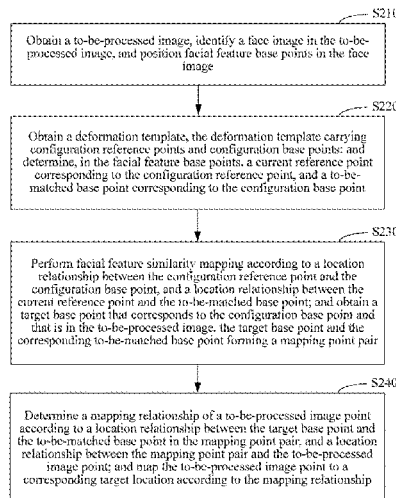 S210
Obtain a to-be-processed image, identify a face image in the to-be-
processed image, and position facial feature base points in the face
image
S220
Obtain a deformation template, the deformation template carrying
configuration reference points and configuration base points; and
determine, in the facial feature base points, a current reference point
corresponding to the configuration reference point, and a to-be-
matched base point corresponding to the configuration base point
S230
Perform facial feature similarity mapping according to a location
relationship between the configuration reference point and the
configuration base point, and a location relationship between the
current reference point and the to-be-matched base point; and obtain a
target base point that corresponds to the configuration base point and
that is in the to-be-processed image, the target base point and the
corresponding to-be-matched base point forming a mapping point pair
S240
Determine a mapping relationship of a to-be-processed image point
according to a location relationship between the target base point and
the to-be-matched base point in the mapping point pair, and a location
relationship between the mapping point pair and the to-be-processed
image point; and map the to-be-processed image point to a
corresponding target location according to the mapping relationship